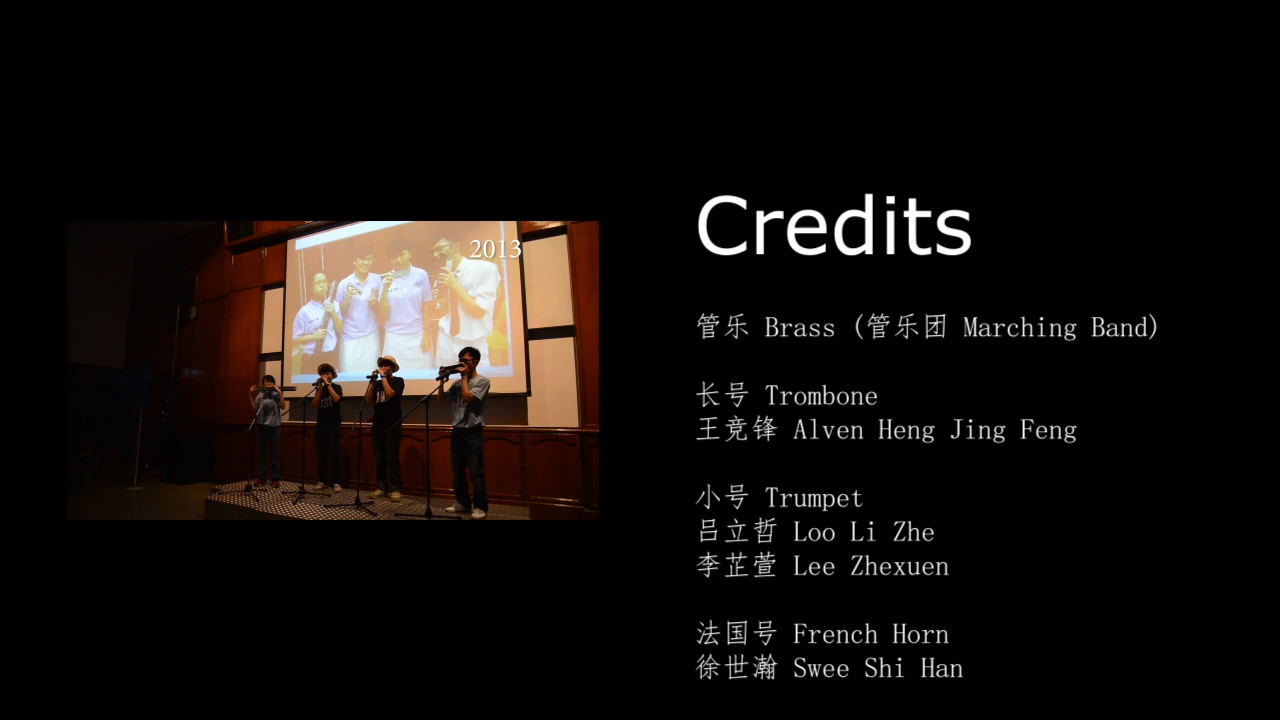 2013
Credits
管乐 Brass (管乐团 Marching Band)
长号 Trombone
王竞锋 Alven Heng Jing Feng
小号 Trumpet
吕立哲 Loo Li Zhe
李芷萱 Lee Zhexuen
法国号 French Horn
徐世瀚 Swee Shi Han